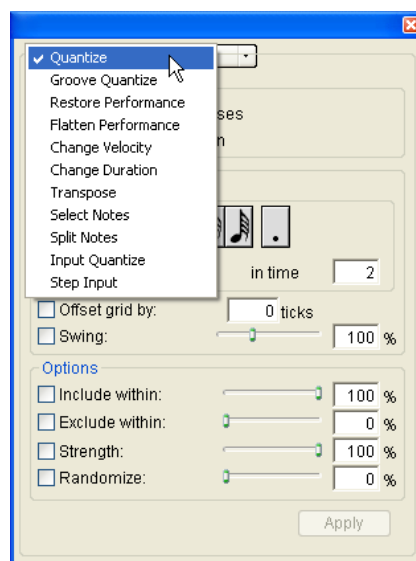 Quantize
Groove Quantize
Restore Performance
Flatten Performance
Change Velocity
Change Duration
Transpose
Select Notes
Split Notes
Input Quantize
Step Input
ses
n
in time 2
Offset grid by: 0 ticks
Swing: 100 %
Options
Include within: 100 %
Exclude within: 0 %
Strength: 100 %
Randomize: 0 %
Apply